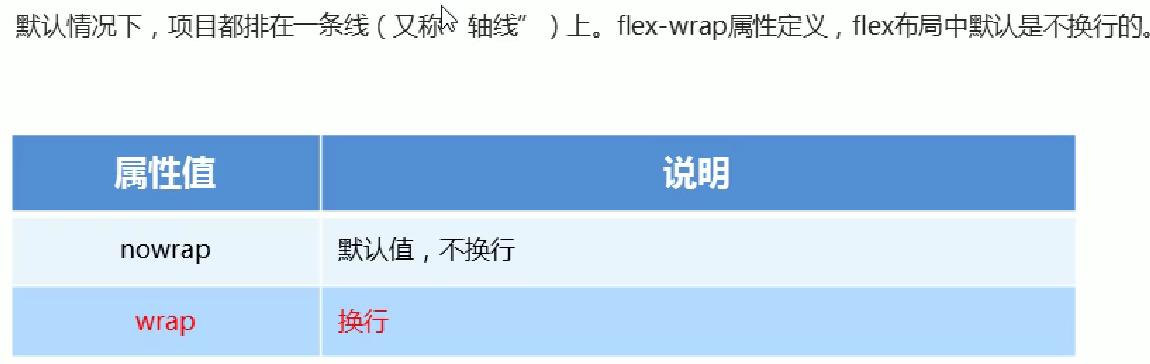 默认情况下，项目都排在一条线（又称”轴线”）上。flex-wrap属性定义，flex布局中默认是不换行的。
属性值 说明
nowrap 默认值，不换行
wrap 换行